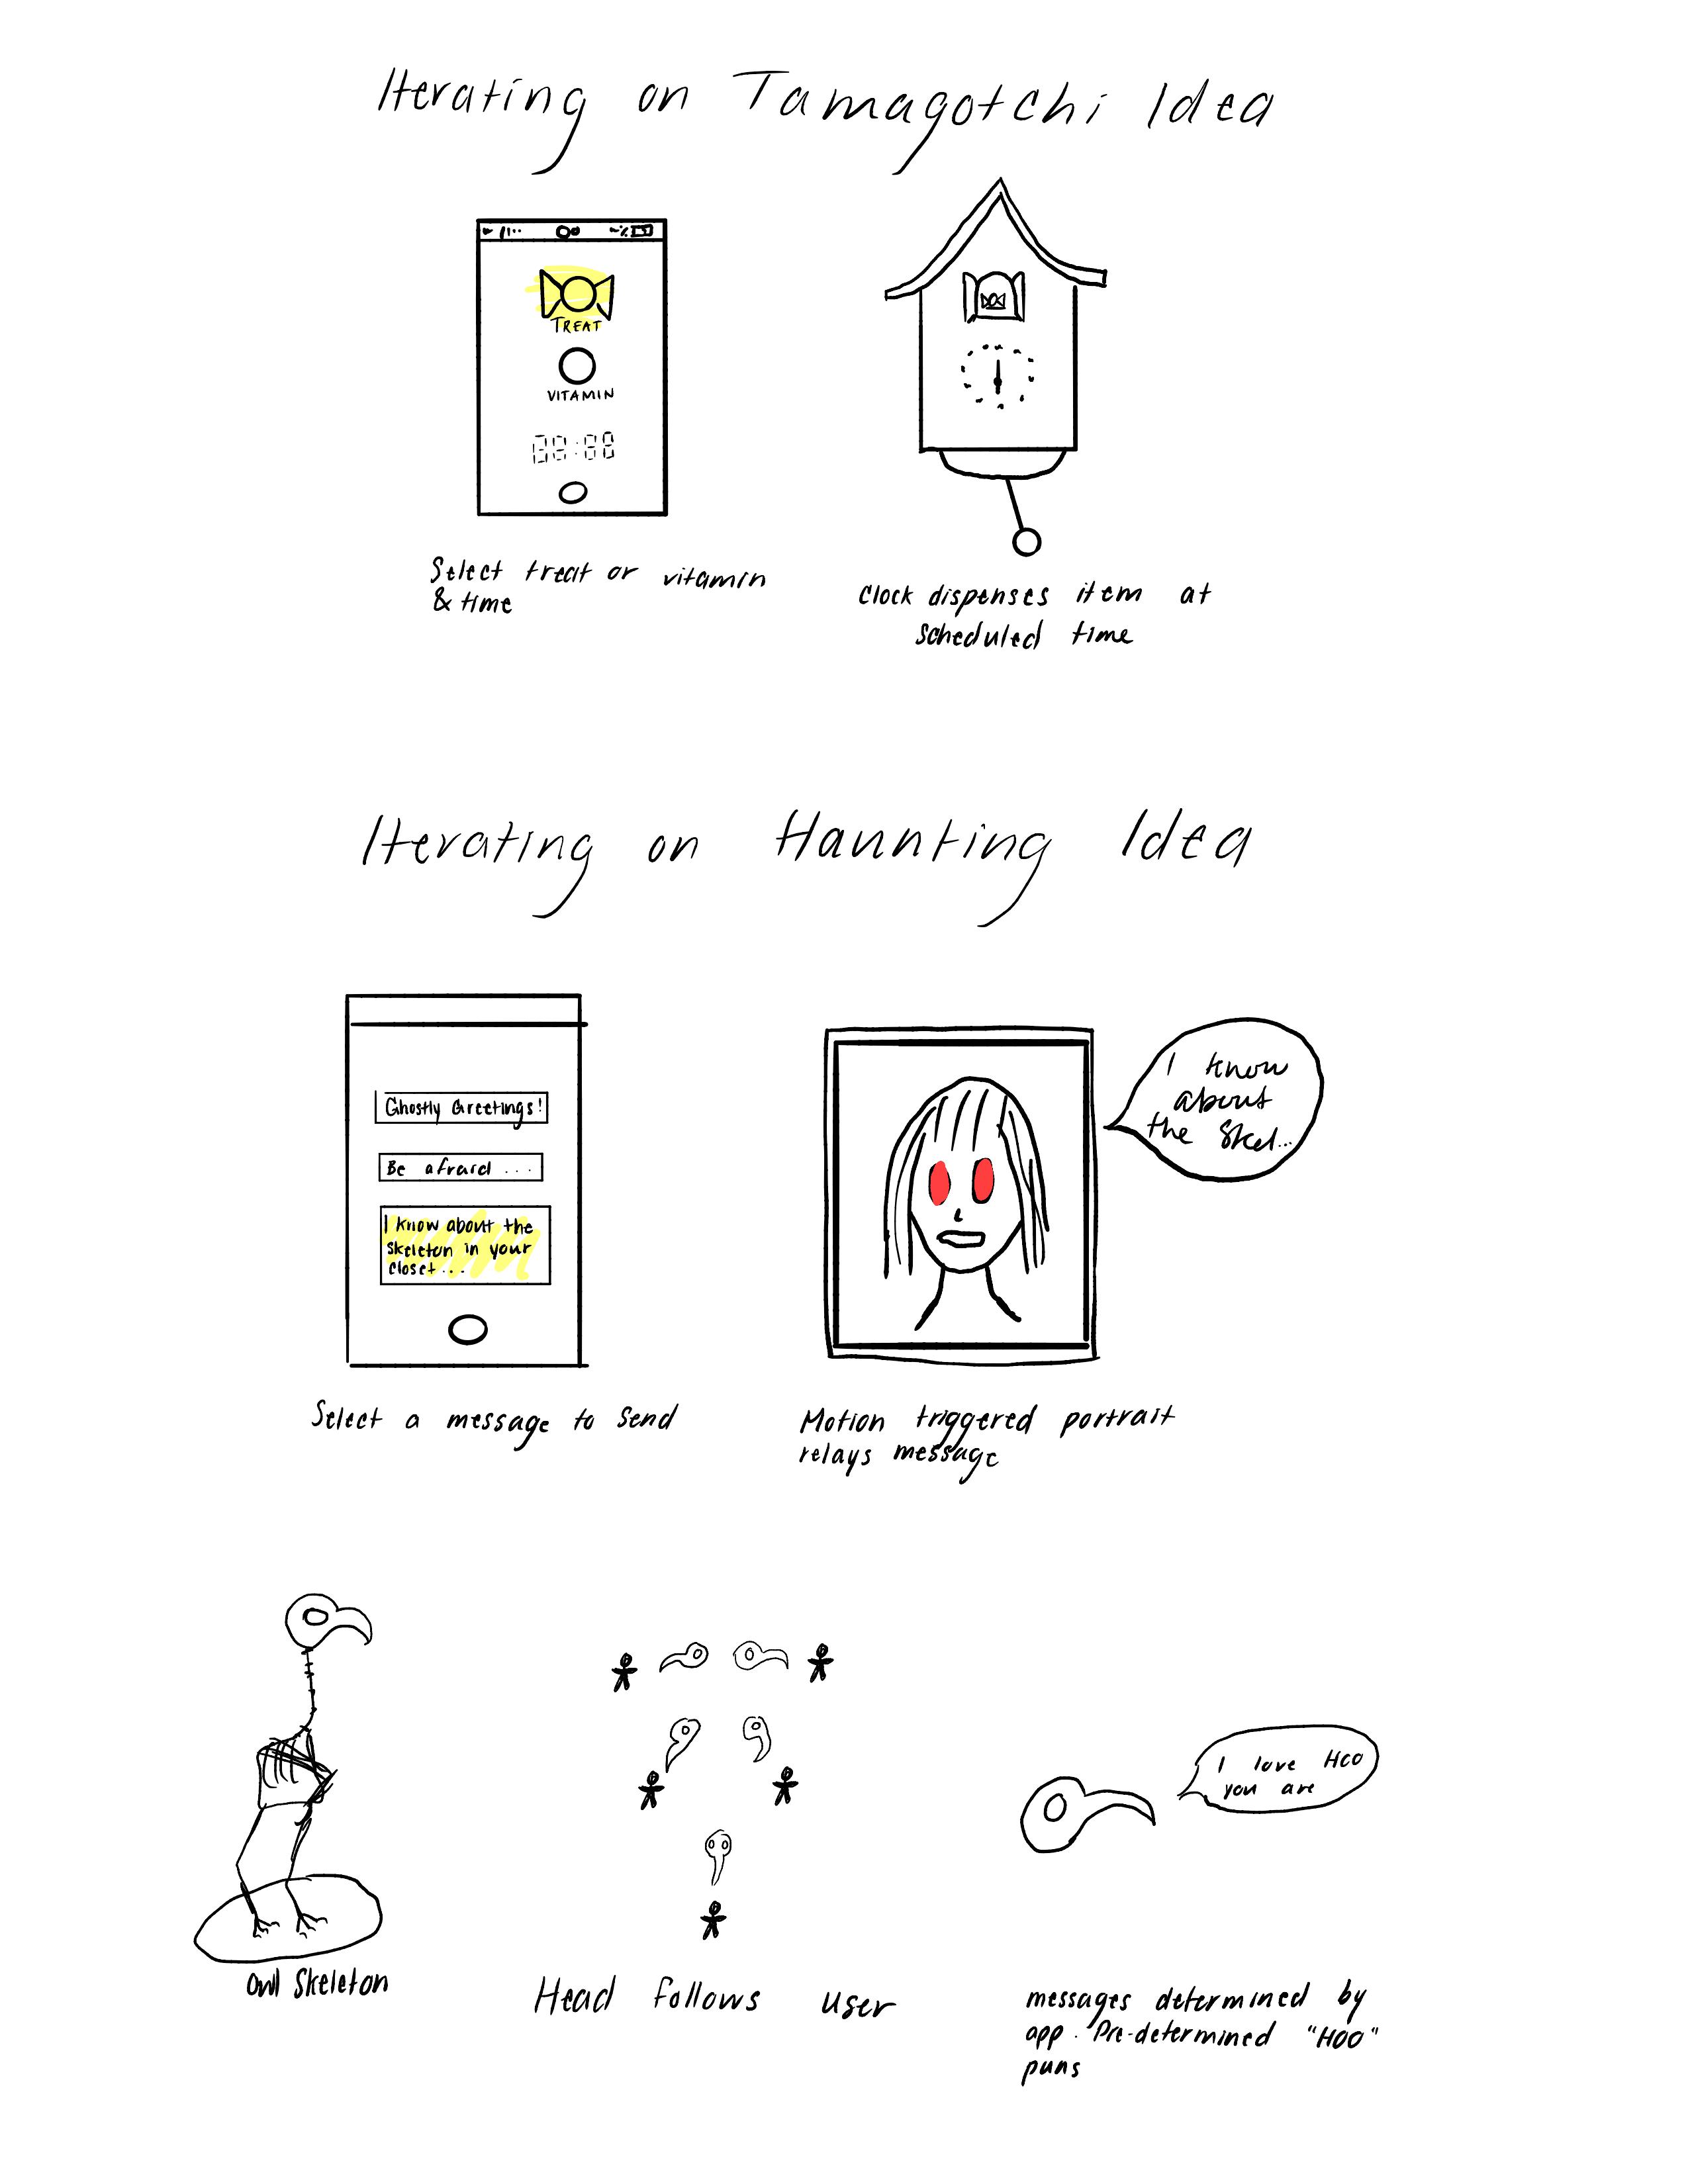 Iterating on Tamagotchi Idea
TREAT
VITAMIN
88:88
Select treat or vitamin
& time
Clock dispenses item at
scheduled time
Iterating on Haunting Idea
Ghostly Greetings!
Be afraid ...
I know about the
skeleton in your
closet...
Select a message to send
I know
about
the Skel...
Motion triggered portrait
relays message
Owl Skeleton
Head follows user
I love HOO
you are
messages determined by
app. Pre-determined "HOO"
puns